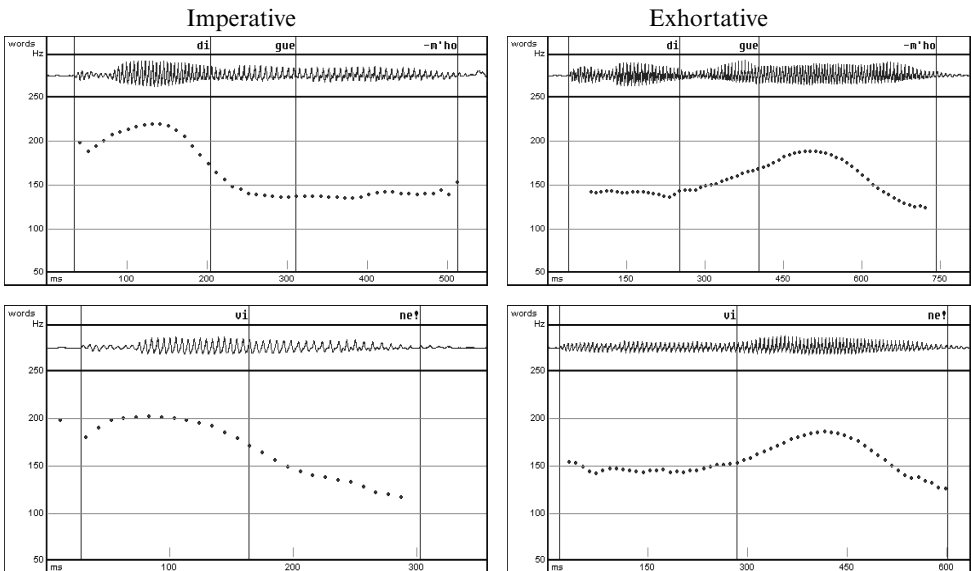 Imperative
words di gue -m'ho
Hz
250
200
150
100
50
ms 100 200 300 400 500
Exhortative
words di gue -m'ho
Hz
250
200
150
100
50
ms 150 300 450 600 750
words vi ne!
Hz
250
200
150
100
50
ms 100 200 300
words vi ne!
Hz
250
200
150
100
50
ms 150 300 450 600